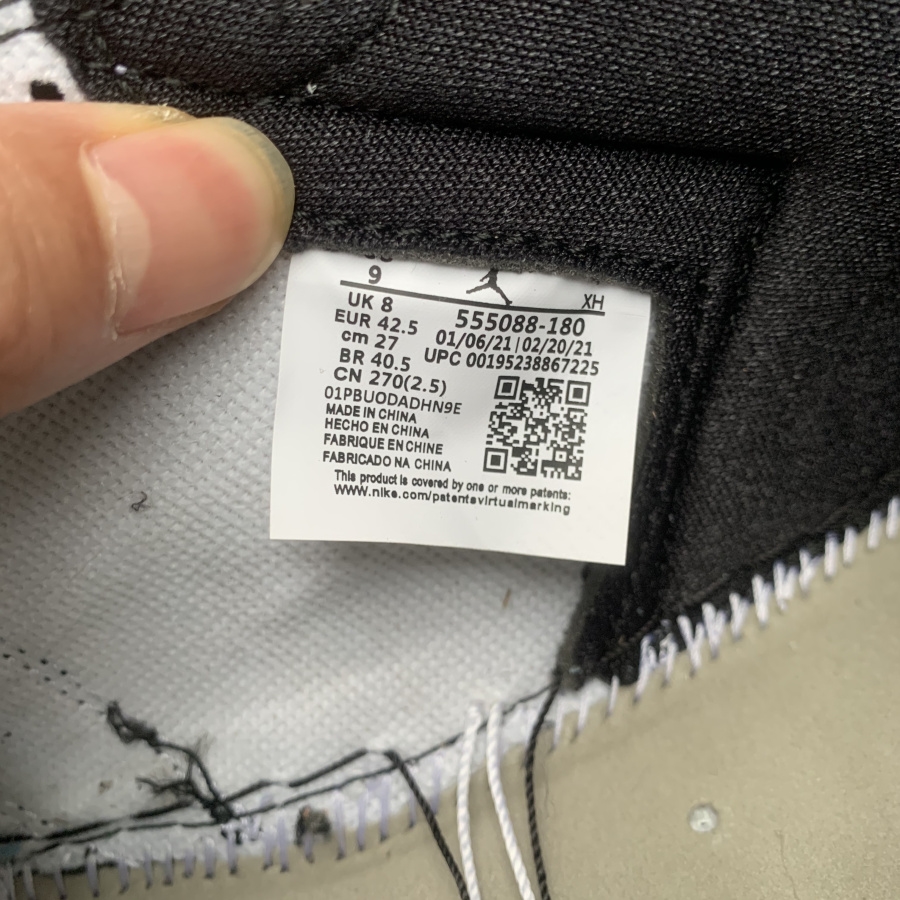 9
XH
UK 8
EUR 42.5
cm 27
BR 40.5
CN 270(2.5)
555088-180
01/06/21|02/20/21
UPC 00195238867225
01PBUODADHN9E
MADE IN CHINA
HECHO EN CHINA
FABRIQUE EN CHINE
FABRICADO NA CHINA
This product is covered by one or more patents:
www.nike.com/patentsvirtualmarking